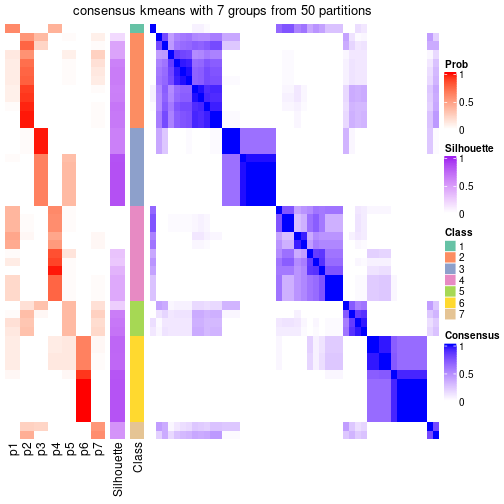 consensus kmeans with 7 groups from 50 partitions
Prob
1
0.5
0
Silhouette
1
0.5
0
Class
1
2
3
4
5
6
7
Consensus
1
0.5
0
p1
p2
p3
p4
p5
p6
p7
Silhouette
Class